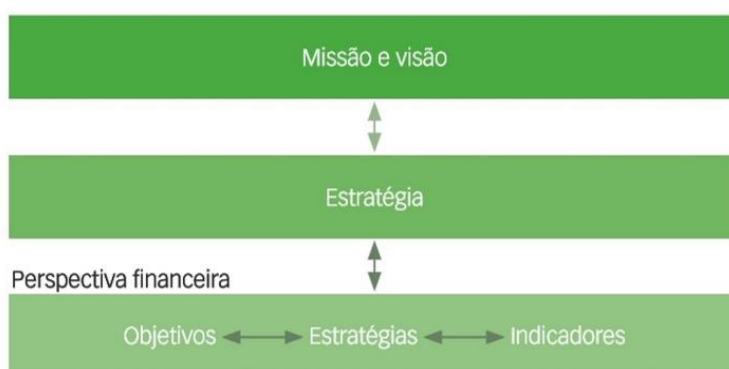 Missão e visão
Estratégia
Perspectiva financeira
Objetivos Estratégias Indicadores